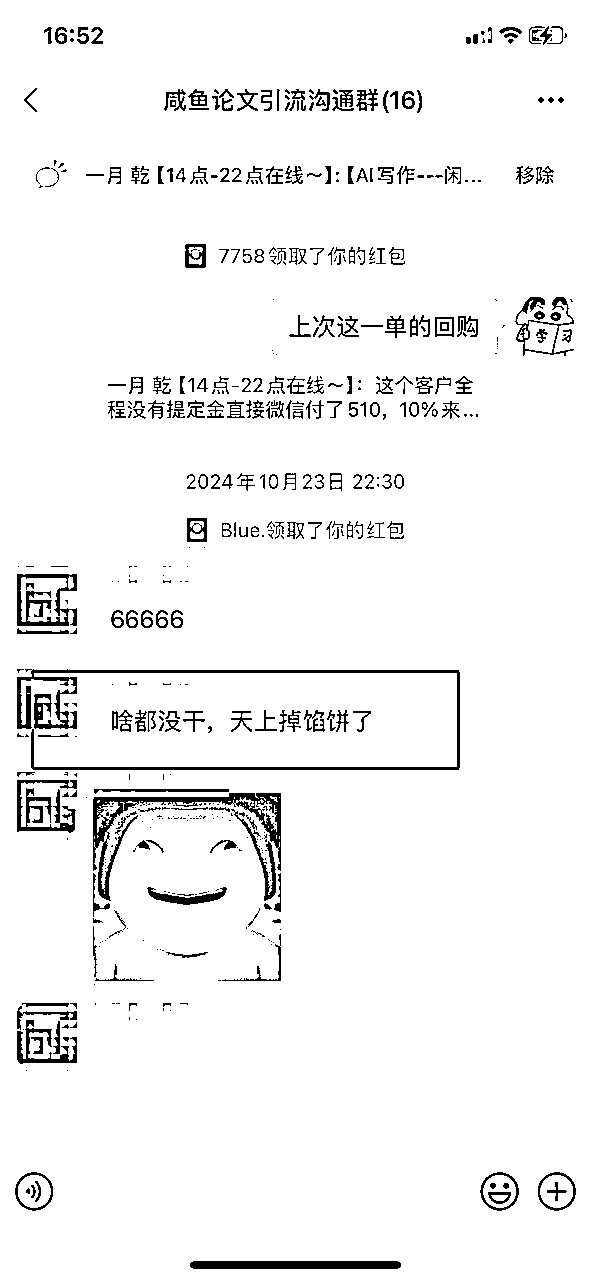 16:52
咸鱼论文引流沟通群(16)
一月 乾【14点-22点在线～】:【AI写作---闲...
移除
7758领取了你的红包
上次这一单的回购
一月 乾【14点-22点在线～】：这个客户全
程没有提定金直接微信付了510，10%来...
2024年10月23日 22:30
Blue.领取了你的红包
66666
啥都没干，天上掉馅饼了